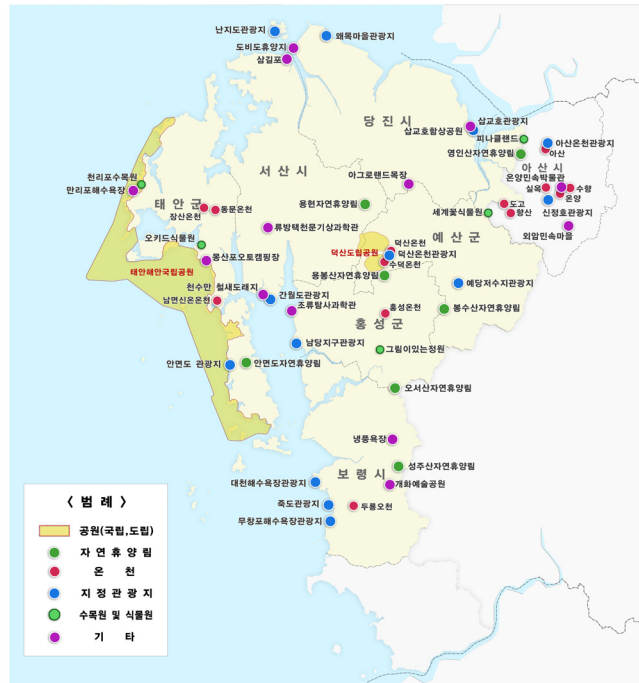 난지도관광지
왜목마을관광지
도비도휴양지
삼길포
당 진 시
삽교호관광지
삽교호함상공원
피나클랜드
아산온천관광지
영인산자연휴양림
아산
아 산 시
온양민속박물관
서 산 시
천리포수목원
만리포해수욕장
아그로랜드목장
실옥
수향
온양
태 안 군
동문온천
장산온천
용현자연휴양림
도고
향산
세계꽃식물원
신정호관광지
류방택천문기상과학관
외암민속마을
예 산 군
오키드식물원
덕산도립공원
덕산온천
덕산온천관광지
수덕온천
몽산포오토캠핑장
태안해안국립공원
용봉산자연휴양림
천수만 철새도래지
예당저수지관광지
남면신온온천
간월도관광지
조류탐사과학관
홍성온천
봉수산자연휴양림
홍 성 군
남당지구관광지
그림이있는정원
안면도 관광지
안면도자연휴양림
오서산자연휴양림
냉풍욕장
보 령 시
성주산자연휴양림
대천해수욕장관광지
개화예술공원
죽도관광지
두룡오천
무창포해수욕장관광지
〈 범 례 〉
공원(국립,도립)
자 연 휴 양 림
온 천
지 정 관 광 지
수목원 및 식물원
기 타